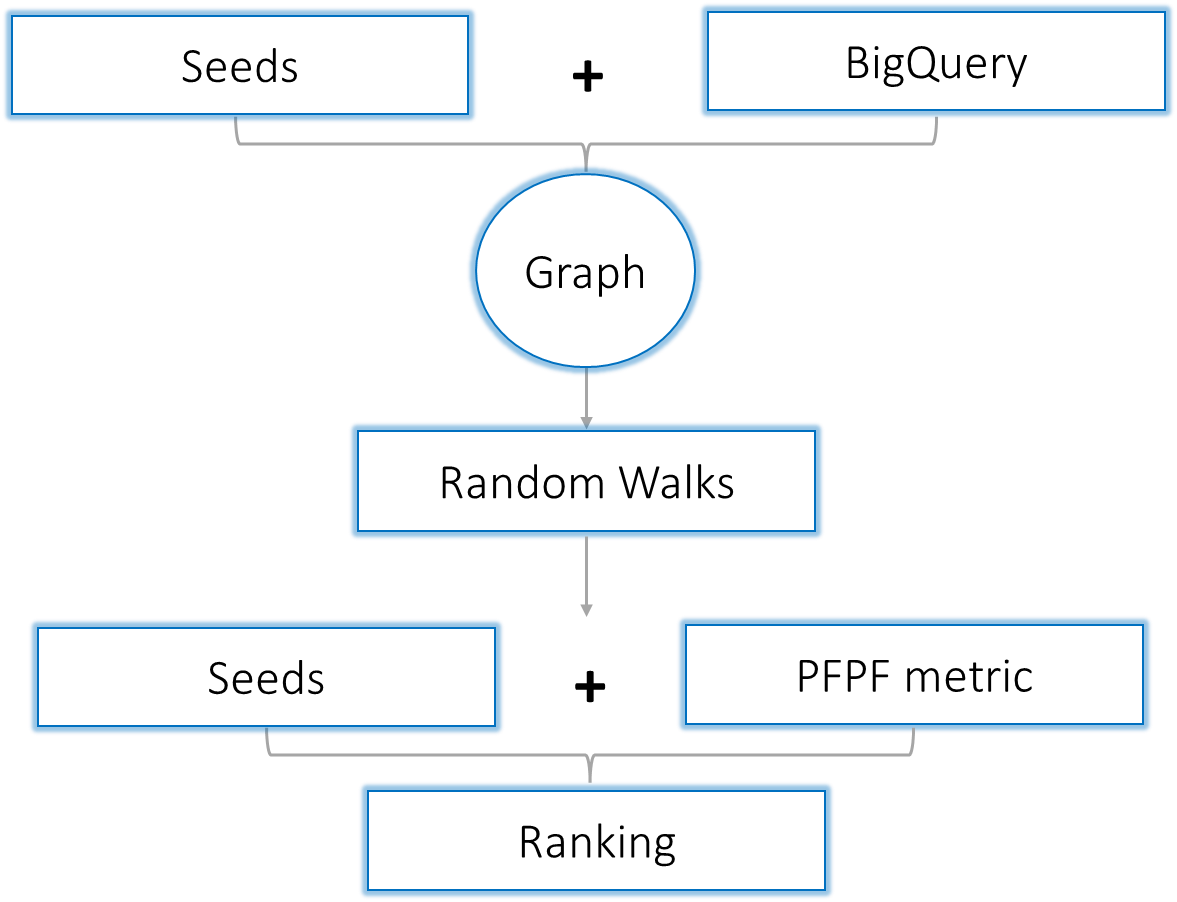 Seeds
+
BigQuery
Graph
Random Walks
Seeds
+
PFPF metric
Ranking